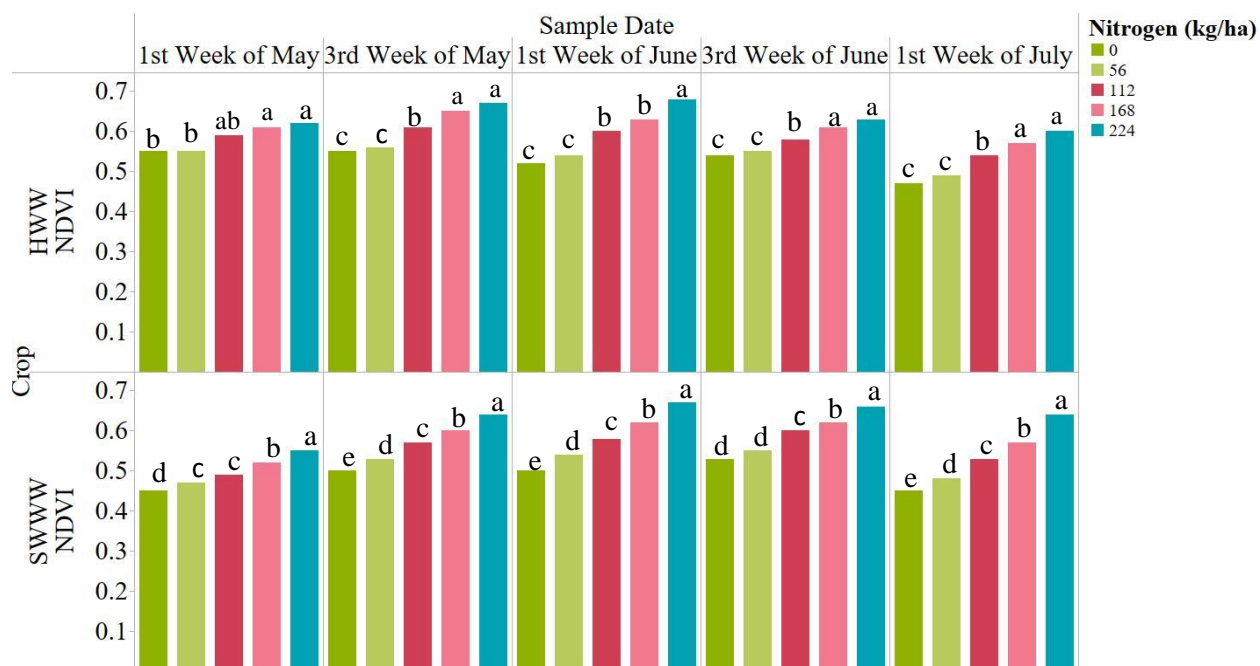 Sample Date
1st Week of May 3rd Week of May 1st Week of June 3rd Week of June 1st Week of July
Nitrogen (kg/ha)
0
56
112
168
224
Crop
HWW
NDVI
0.7
0.6
0.5
0.4
0.3
0.2
0.1
b b ab a a
c c b a a
c c b b a
c c b a a
c c b a a
SWWW
NDVI
0.7
0.6
0.5
0.4
0.3
0.2
0.1
d c c b a
e d c b a
e d c b a
d d c b a
e d c b a